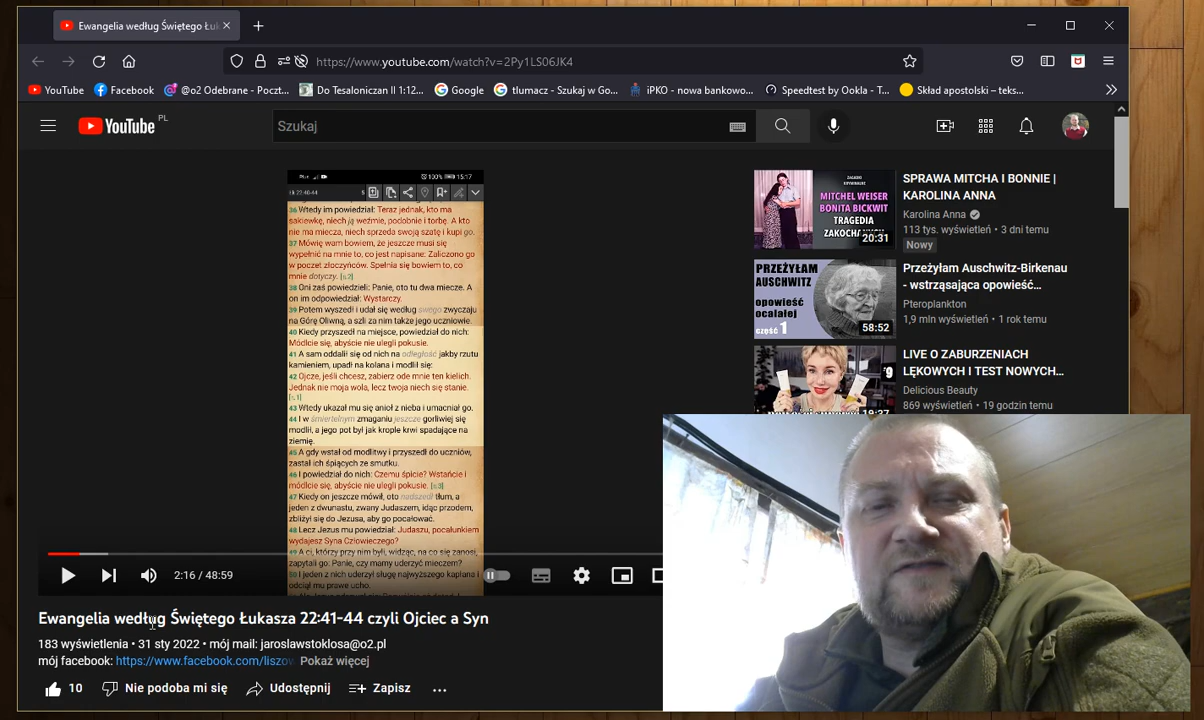 Ewangelia według Świętego Łuk
https://www.youtube.com/watch?v=2Py1LS06JK4
YouTube
Facebook
@o2 Odebrane - Poczt...
Do Tesaloniczan II 1:12...
Google
tłumacz - Szukaj w Go...
iPKO - nowa bankowo...
Speedtest by Ookla - T...
Skład apostolski – teks...
YouTube PL
Szukaj
100% 15:17
36 Wtedy im powiedział: Teraz jednak, kto ma
sakiewkę, niech ją weźmie, podobnie i torbę. A kto
nie ma miecza, niech sprzeda swoją szatę i kupi go.
37 Mówię wam bowiem, że jeszcze musi się
wypełnić na mnie to, co jest napisane: Zaliczono go
w poczet złoczyńców. Spełnia się bowiem to, co
mnie dotyczy. [s.2]
38 Oni zaś powiedzieli: Panie, oto tu dwa miecze. A
on im odpowiedział: Wystarczy.
39 Potem wyszedł i udał się według swego zwyczaju
na Górę Oliwną, a szli za nim także jego uczniowie.
40 Kiedy przyszedł na miejsce, powiedział do nich:
Módlcie się, abyście nie ulegli pokusie.
41 A sam oddalił się od nich na odległość jakby rzutu
kamieniem, upadł na kolana i modlił się:
42 Ojcze, jeśli chcesz, zabierz ode mnie ten kielich.
Jednak nie moja wola, lecz twoja niech się stanie.
[s.1]
43 Wtedy ukazał mu się anioł z nieba i umacniał go.
44 I w śmiertelnym zmaganiu jeszcze gorliwiej się
modlił, a jego pot był jak krople krwi spadające na
ziemię.
45 A gdy wstał od modlitwy i przyszedł do uczniów,
zastał ich śpiących ze smutku.
46 I powiedział do nich: Czemu śpicie? Wstańcie i
módlcie się, abyście nie ulegli pokusie. [s.3]
47 Kiedy on jeszcze mówił, oto nadszedł tłum, a
jeden z dwunastu, zwany Judaszem, idąc przodem,
zbliżył się do Jezusa, aby go pocałować.
48 Lecz Jezus mu powiedział: Judaszu, pocałunkiem
wydajesz Syna Człowieczego?
49 A ci, którzy przy nim byli, widząc, na co się zanosi,
zapytali go: Panie, czy mamy uderzyć mieczem?
50 I jeden z nich uderzył sługę najwyższego kapłana i
odciął mu prawe ucho.
2:16 / 48:59
Ewangelia według Świętego Łukasza 22:41-44 czyli Ojciec a Syn
183 wyświetlenia • 31 sty 2022 • mój mail: jaroslawstoklosa@o2.pl
mój facebook: https://www.facebook.com/liszow Pokaż więcej
10
Nie podoba mi się
Udostępnij
Zapisz
MITCHEL WEISER
BONITA BICKWIT
TRAGEDIA
ZAKOCHAN
20:31
SPRAWA MITCHA I BONNIE |
KAROLINA ANNA
Karolina Anna
113 tys. wyświetleń • 3 dni temu
Nowy
PRZEŻYŁAM
AUSCHWITZ
opowieść
ocalałej
część 1
58:52
Przeżyłam Auschwitz-Birkenau
- wstrząsająca opowieść...
Pteroplankton
1,9 mln wyświetleń • 1 rok temu
LIVE O ZABURZENIACH
LĘKOWYCH I TEST NOWYCH...
Delicious Beauty
869 wyświetleń • 19 godzin temu